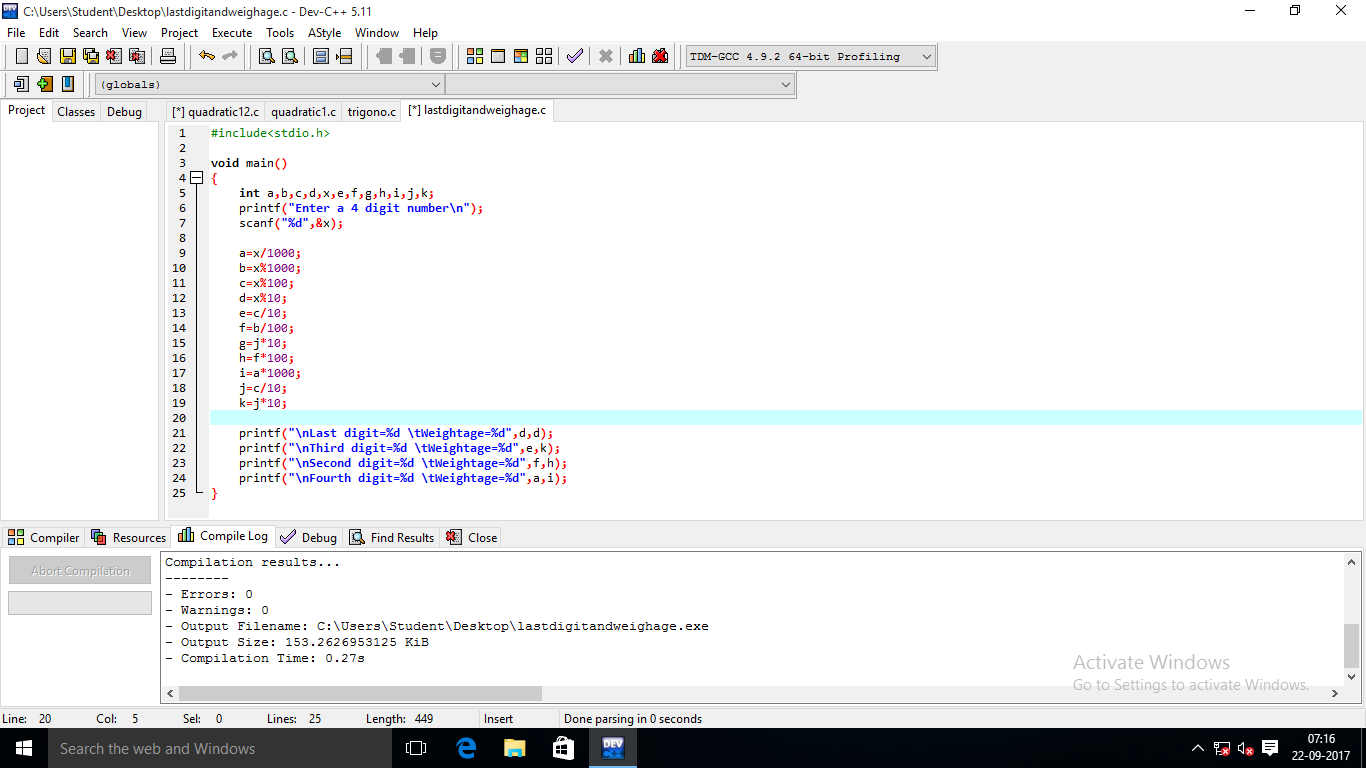 C:\Users\Student\Desktop\lastdigitandweighage.c - Dev-C++ 5.11
File Edit Search View Project Execute Tools AStyle Window Help
TDM-GCC 4.9.2 64-bit Profiling
(globals)
Project Classes Debug [*] quadratic12.c quadratic1.c trigono.c [*] lastdigitandweighage.c
1 #include<stdio.h>
2
3 void main()
4 {
5 int a,b,c,d,x,e,f,g,h,i,j,k;
6 printf("Enter a 4 digit number\n");
7 scanf("%d",&x);
8
9 a=x/1000;
10 b=x%1000;
11 c=x%100;
12 d=x%10;
13 e=c/10;
14 f=b/100;
15 g=j*10;
16 h=f*100;
17 i=a*1000;
18 j=c/10;
19 k=j*10;
20
21 printf("\nLast digit=%d \tWeightage=%d",d,d);
22 printf("\nThird digit=%d \tWeightage=%d",e,k);
23 printf("\nSecond digit=%d \tWeightage=%d",f,h);
24 printf("\nFourth digit=%d \tWeightage=%d",a,i);
25 }
Compiler Resources Compile Log Debug Find Results Close
Abort Compilation
Compilation results...
--------
- Errors: 0
- Warnings: 0
- Output Filename: C:\Users\Student\Desktop\lastdigitandweighage.exe
- Output Size: 153.2626953125 KiB
- Compilation Time: 0.27s
Activate Windows
Go to Settings to activate Windows.
Line: 20 Col: 5 Sel: 0 Lines: 25 Length: 449 Insert Done parsing in 0 seconds
Search the web and Windows
DEV
07:16
22-09-2017